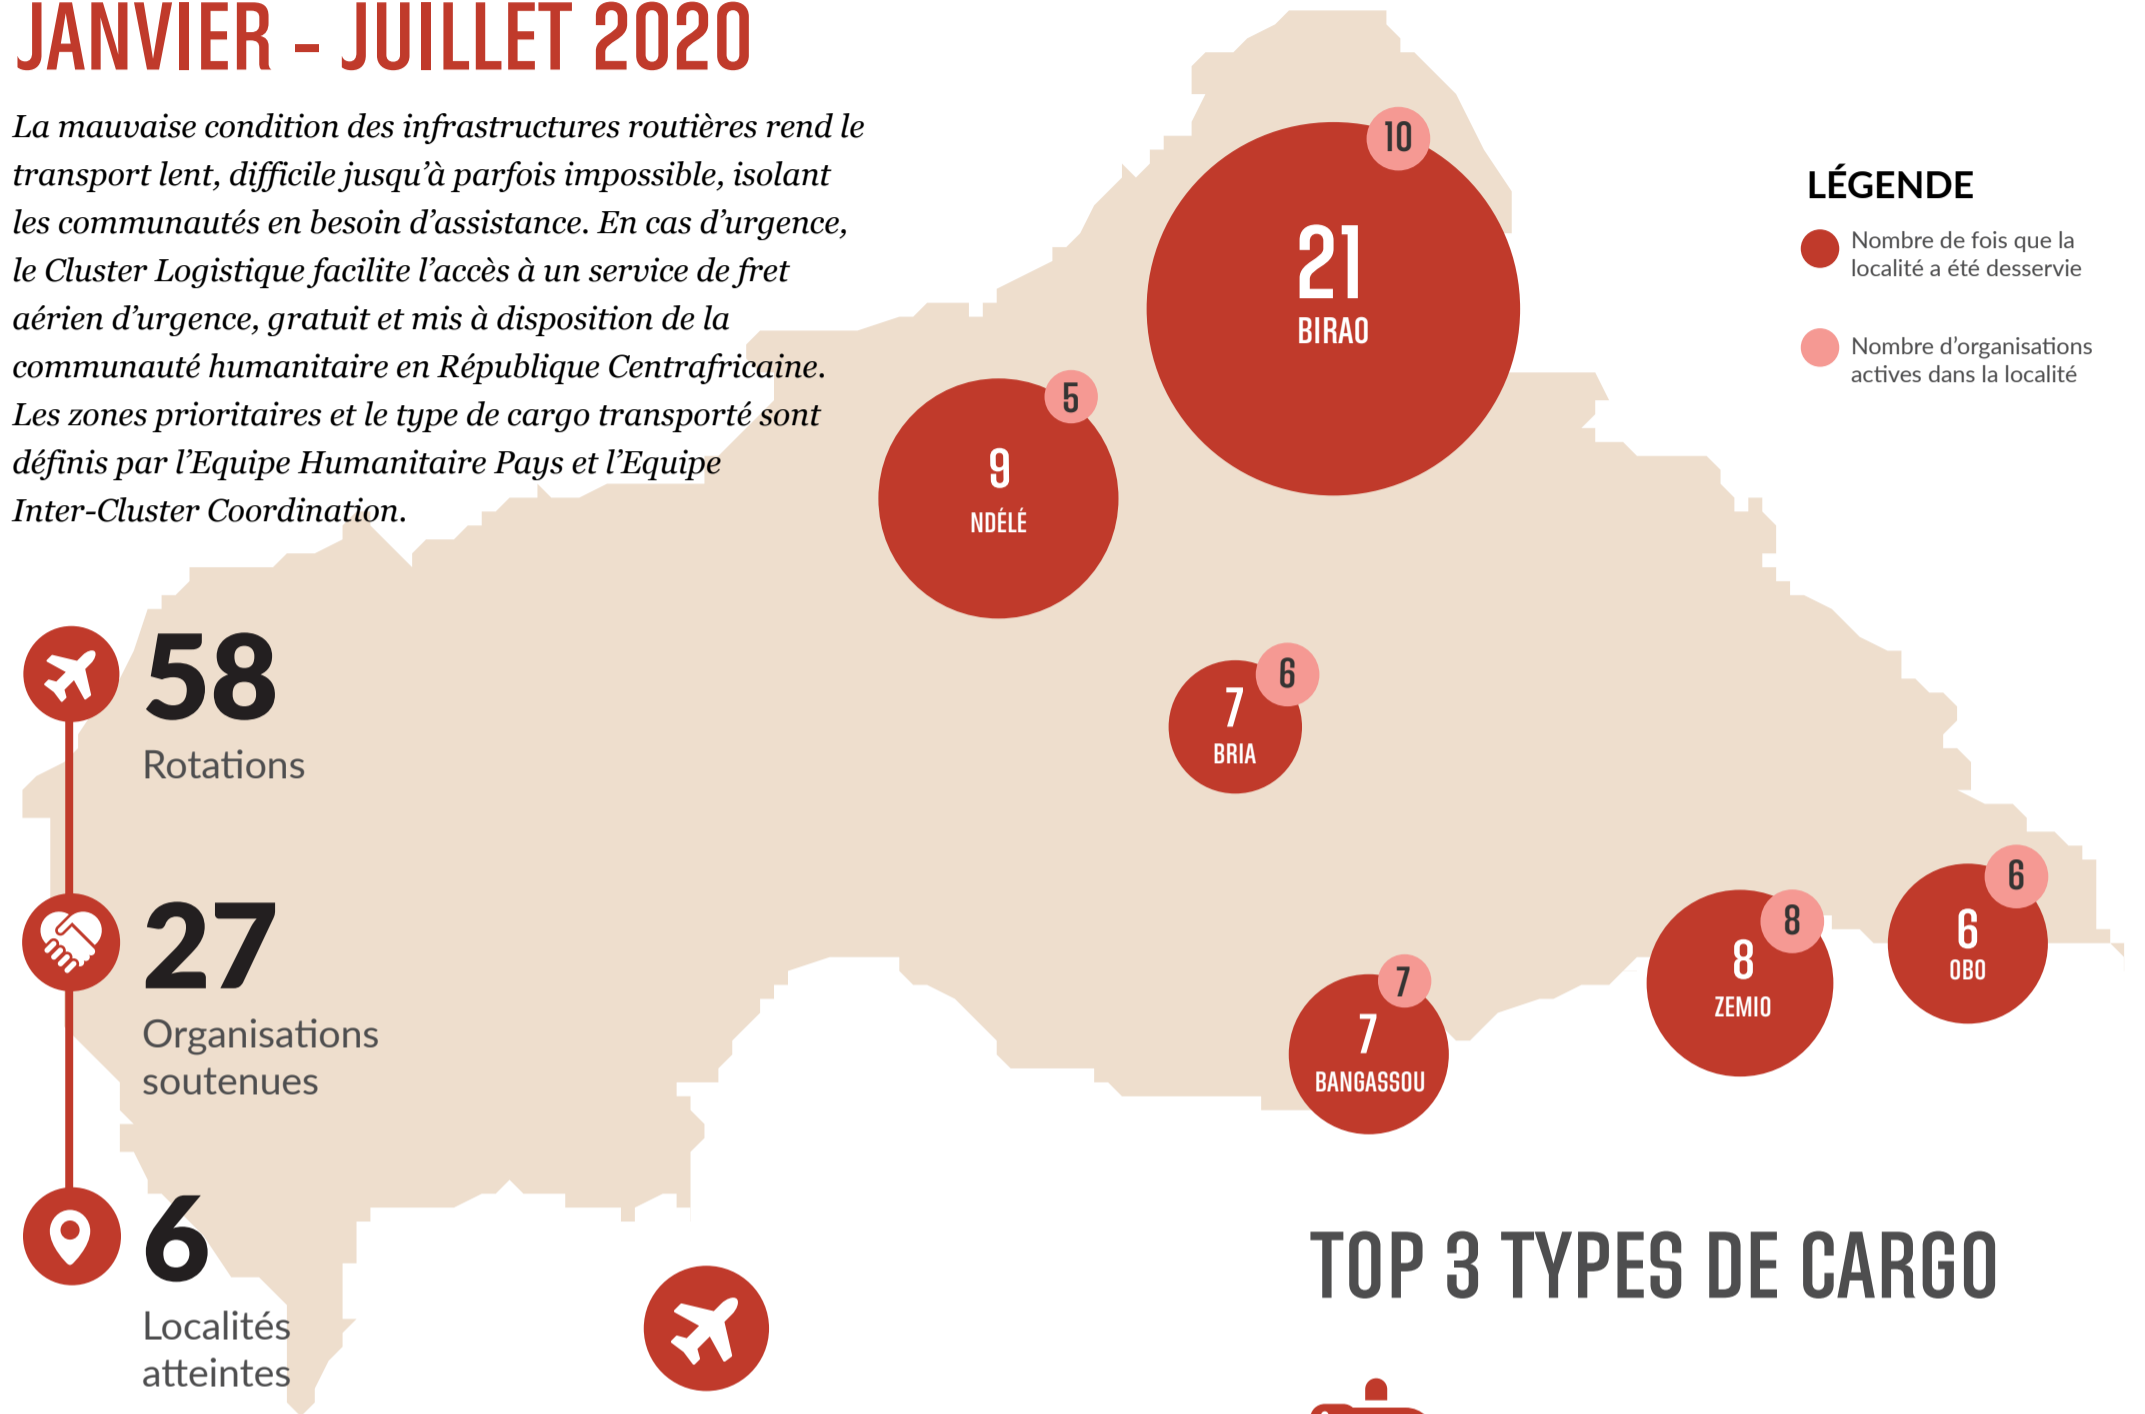 JANVIER - JUILLET 2020
La mauvaise condition des infrastructures routières rend le
transport lent, difficile jusqu’à parfois impossible, isolant
les communautés en besoin d’assistance. En cas d’urgence,
le Cluster Logistique facilite l’accès à un service de fret
aérien d’urgence, gratuit et mis à disposition de la
communauté humanitaire en République Centrafricaine.
Les zones prioritaires et le type de cargo transporté sont
définis par l’Equipe Humanitaire Pays et l’Equipe
Inter-Cluster Coordination.
LÉGENDE
Nombre de fois que la
localité a été desservie
Nombre d’organisations
actives dans la localité
10
21
BIRAO
5
9
NDÉLÉ
6
7
BRIA
6
6
OBO
8
8
ZEMIO
7
7
BANGASSOU
58
Rotations
27
Organisations
soutenues
6
Localités
atteintes
TOP 3 TYPES DE CARGO